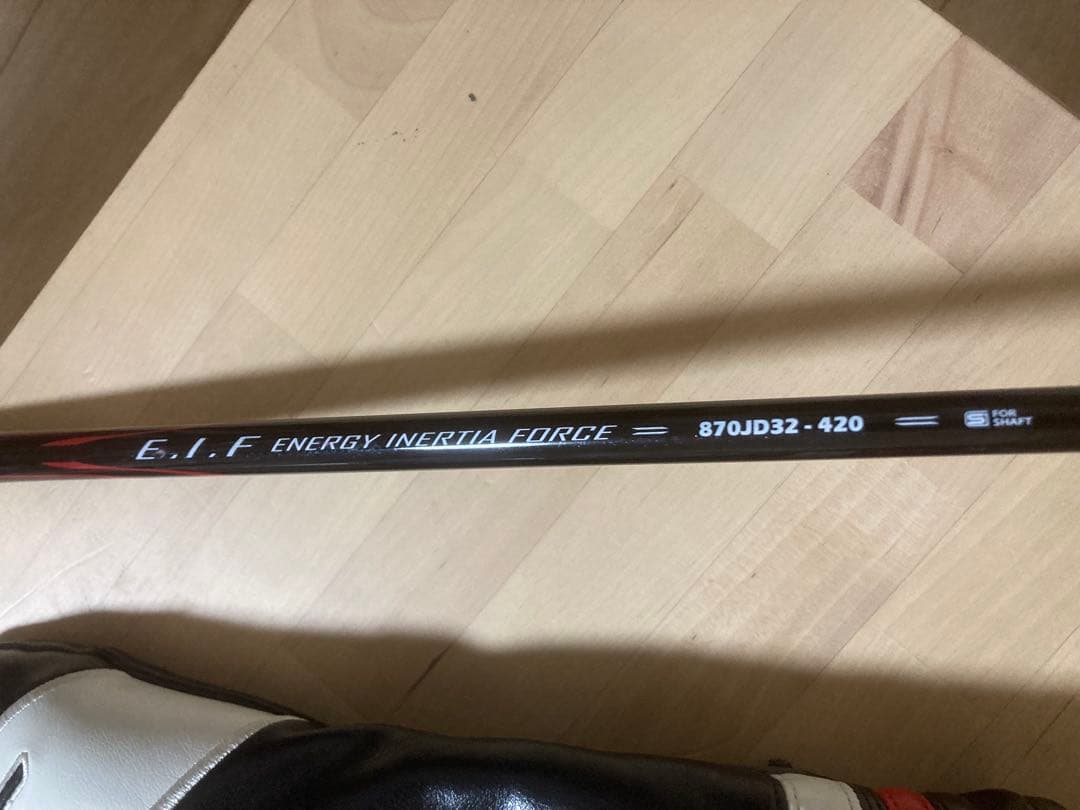 E.I.F ENERGY INERTIA FORCE = 870JD32 - 420 = S FOR SHAFT